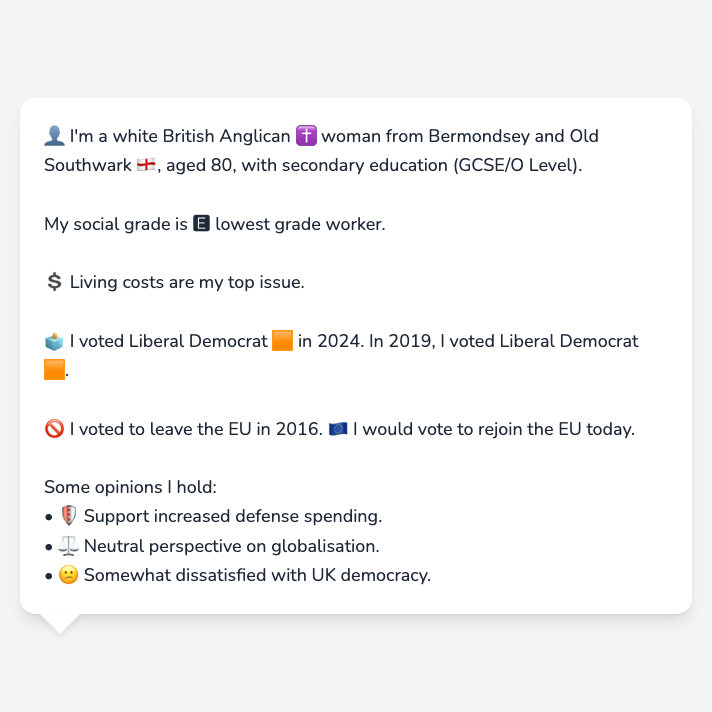 👤 I'm a white British Anglican ✝️ woman from Bermondsey and Old
Southwark 🏴󠁧󠁢󠁥󠁮󠁧󠁿, aged 80, with secondary education (GCSE/O Level).
My social grade is 🅴 lowest grade worker.
💲 Living costs are my top issue.
🗳️ I voted Liberal Democrat 🟧 in 2024. In 2019, I voted Liberal Democrat
🟧.
🚫 I voted to leave the EU in 2016. 🇪🇺 I would vote to rejoin the EU today.
Some opinions I hold:
• 🛡️ Support increased defense spending.
• ⚖️ Neutral perspective on globalisation.
• 😕 Somewhat dissatisfied with UK democracy.